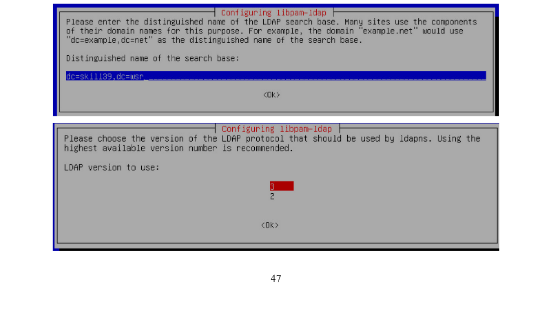 Configuring libpam-ldap
Please enter the distinguished name of the LDAP search base. Many sites use the components
of their domain names for this purpose. For example, the domain "example.net" would use
"dc=example,dc=net" as the distinguished name of the search base.
Distinguished name of the search base:
dc=skill39,dc=wsr
<Ok>
Configuring libpam-ldap
Please choose the version of the LDAP protocol that should be used by ldapns. Using the
highest available version number is recommended.
LDAP version to use:
3
2
<Ok>
47